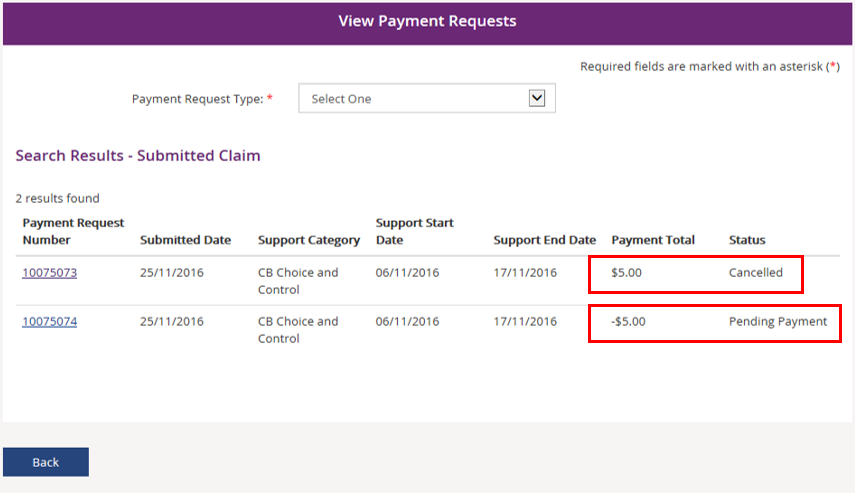 View Payment Requests
Required fields are marked with an asterisk (*)
Payment Request Type: * Select One
Search Results - Submitted Claim
2 results found
Payment Request Number Submitted Date Support Category Support Start Date Support End Date Payment Total Status
10075073 25/11/2016 CB Choice and Control 06/11/2016 17/11/2016 $5.00 Cancelled
10075074 25/11/2016 CB Choice and Control 06/11/2016 17/11/2016 -$5.00 Pending Payment
Back